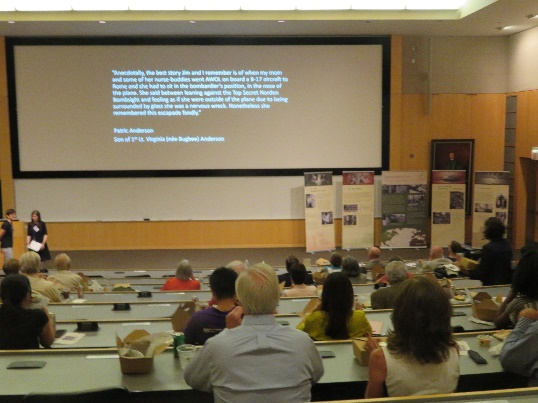 "Anecdotally, the best story Jim and I remember is of when my mom
and some of her nurse-buddies went AWOL on board a B-17 aircraft to
Rome and she had to sit in the bombardier's position, in the nose of
the plane. She said between leaning against the Top Secret Norden
Bombsight and feeling as if she were outside of the plane due to being
surrounded by glass she was a nervous wreck. Nonetheless she
remembered this escapade fondly."
Patric Anderson
Son of 1st Lt. Virginia (née Bugbee) Anderson